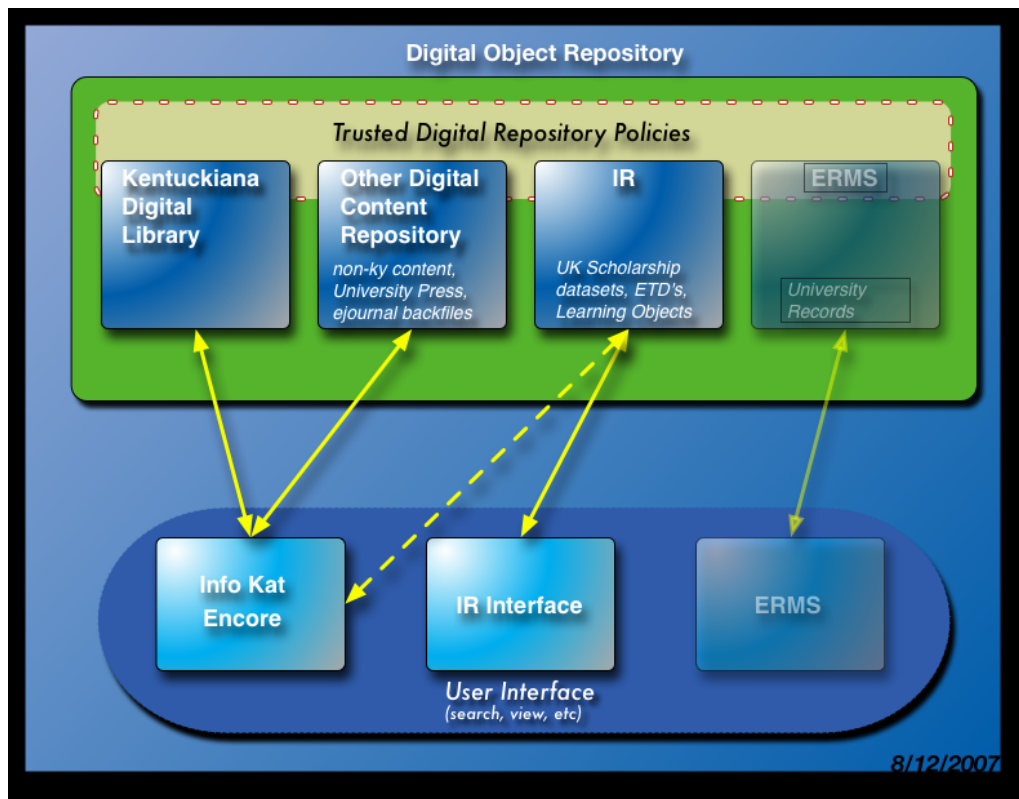 Digital Object Repository
Trusted Digital Repository Policies
Kentuckiana
Digital
Library
Other Digital
Content
Repository
non-ky content,
University Press,
ejournal backfiles
IR
UK Scholarship
datasets, ETD's,
Learning Objects
ERMS
University
Records
Info Kat
Encore
IR Interface
ERMS
User Interface
(search, view, etc)
8/12/2007